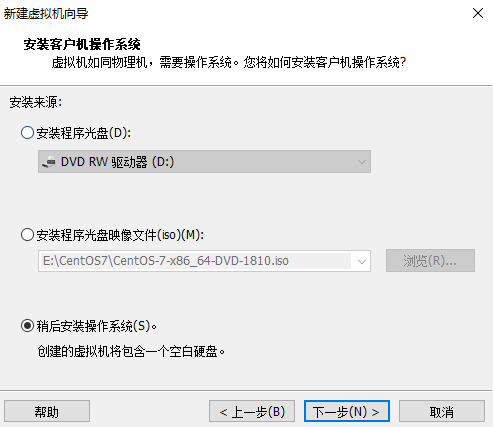 新建虚拟机向导
安装客户机操作系统
虚拟机如同物理机，需要操作系统。您将如何安装客户机操作系统?
安装来源:
安装程序光盘(D):
DVD RW 驱动器 (D:)
安装程序光盘映像文件(iso)(M):
E:\CentOS7\CentOS-7-x86_64-DVD-1810.iso
浏览(R)...
稍后安装操作系统(S)。
创建的虚拟机将包含一个空白硬盘。
帮助
< 上一步(B)
下一步(N) >
取消